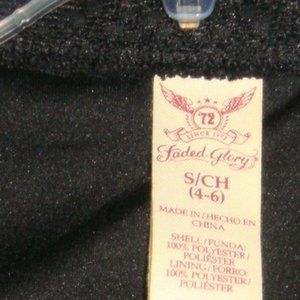 72
SINCE 1972
Faded Glory
S/CH
(4-6)
MADE IN/HECHO EN
CHINA
SHELL/FUNDA:
100% POLYESTER/
POLIÉSTER
LINING/FORRO:
100% POLYESTER/
POLIÉSTER